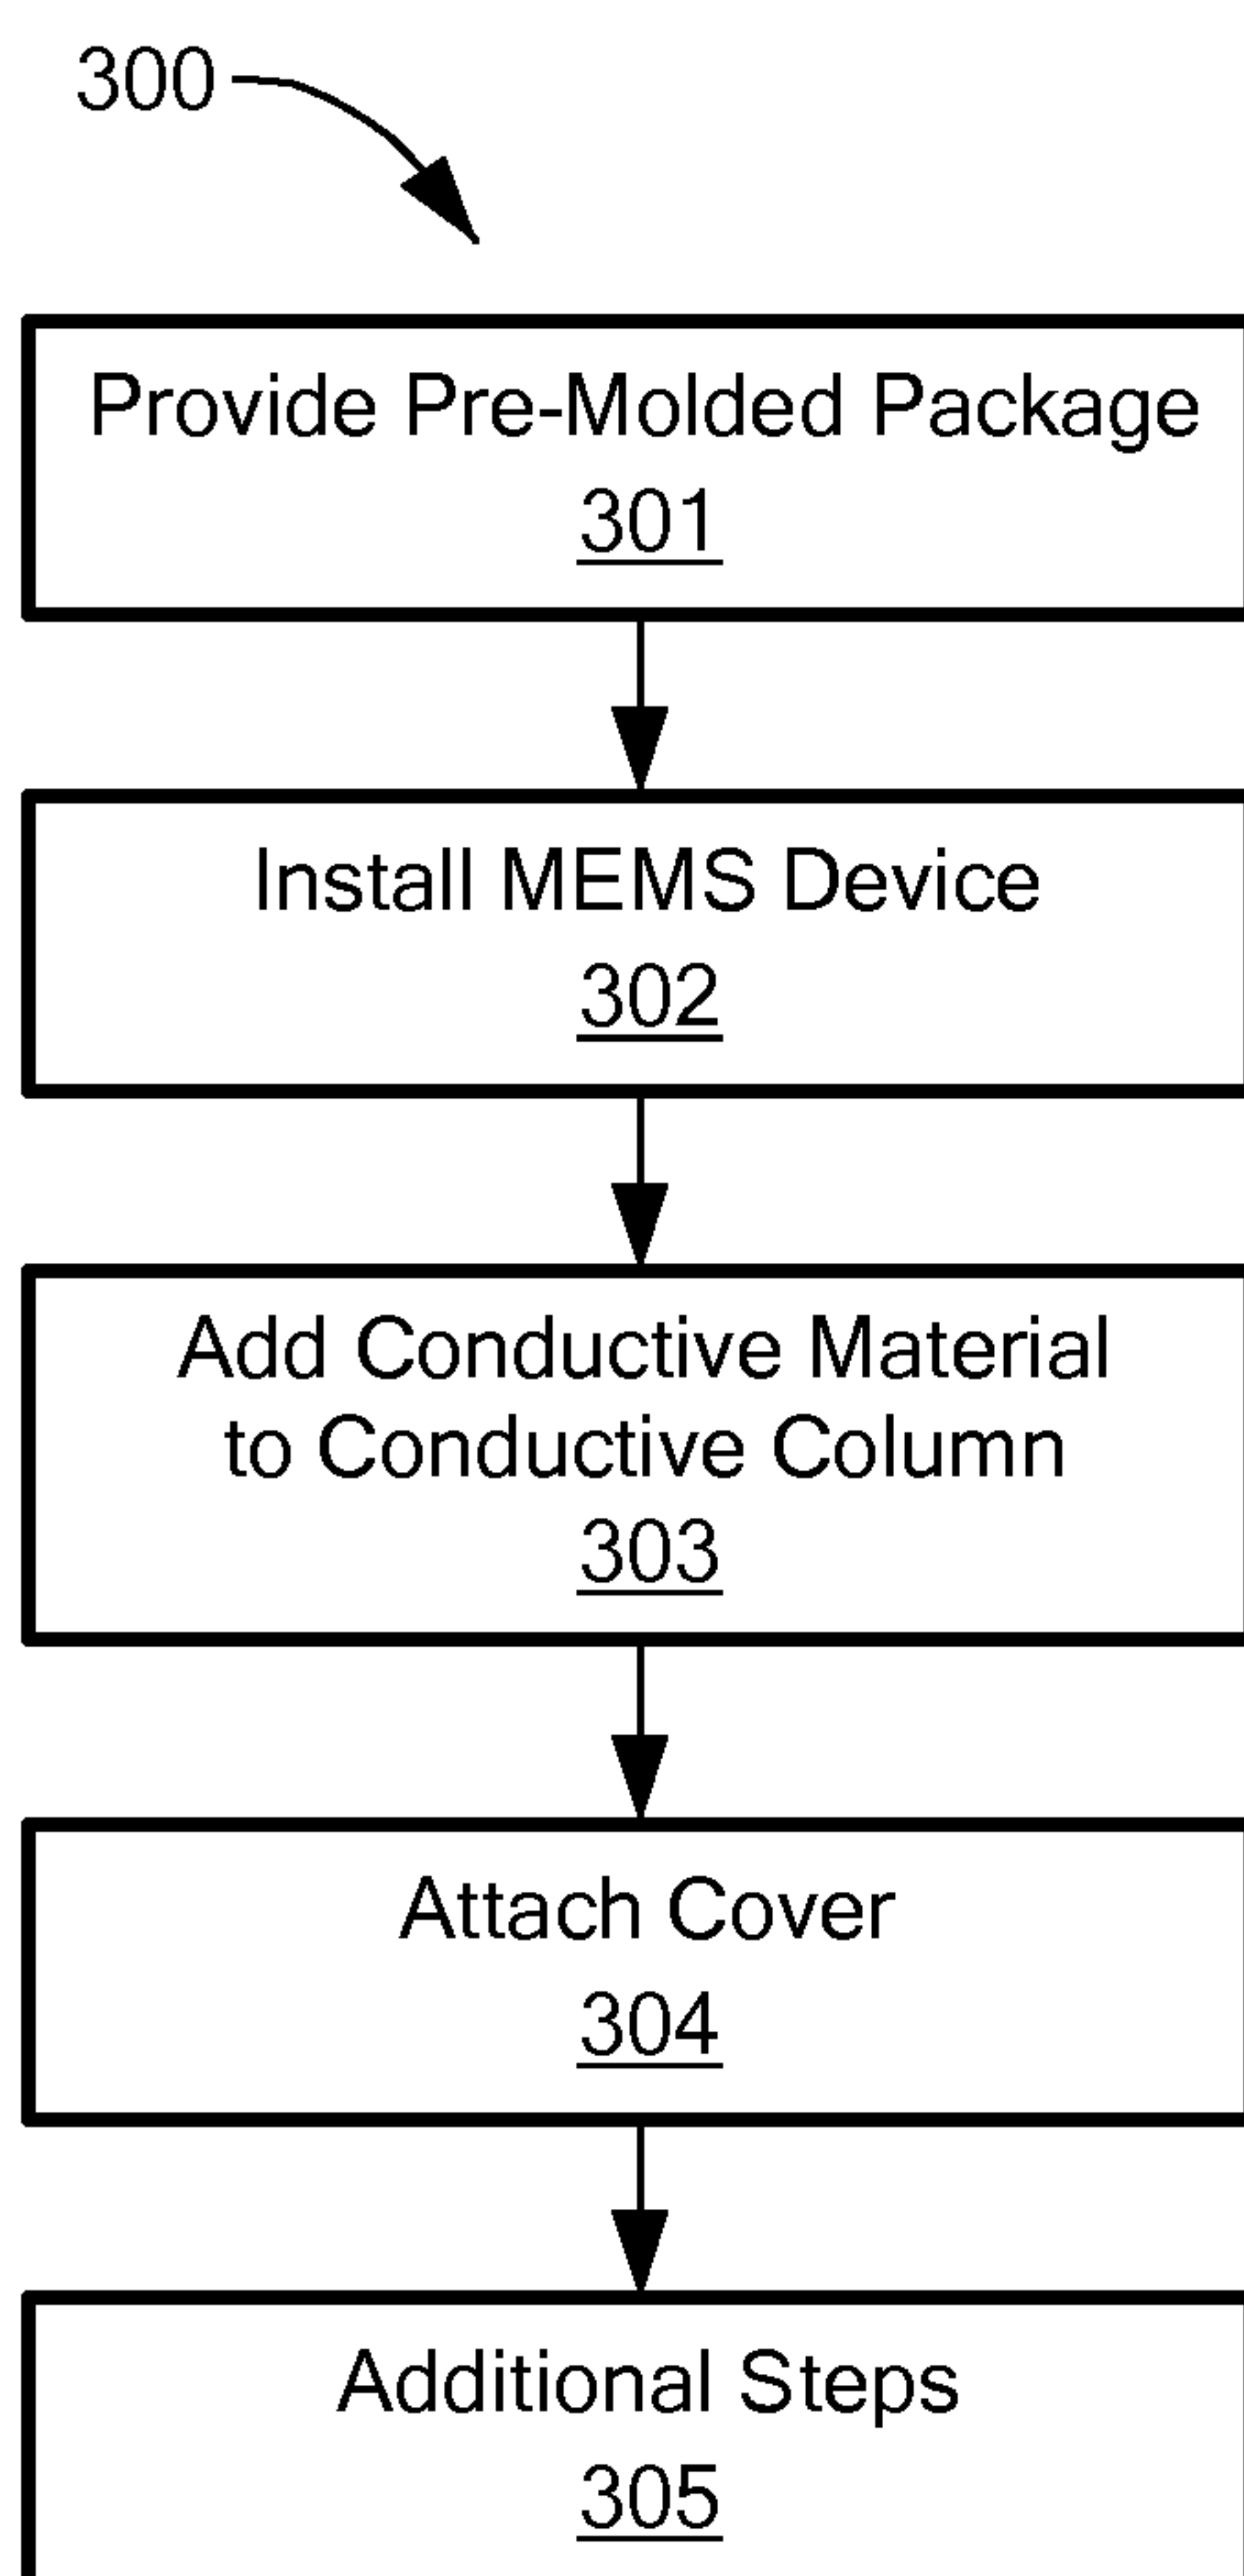 300
Provide Pre-Molded Package
301
Install MEMS Device
302
Add Conductive Material
to Conductive Column
303
Attach Cover
304
Additional Steps
305